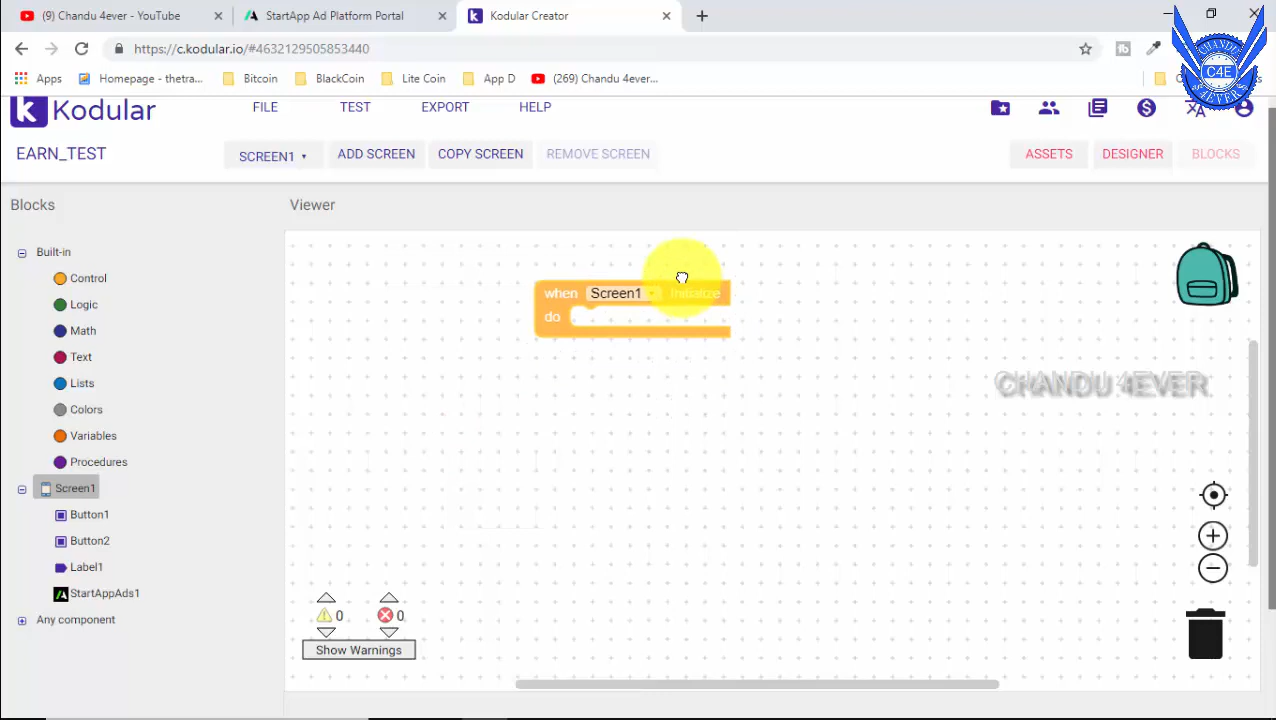 (9) Chandu 4ever - YouTube
StartApp Ad Platform Portal
Kodular Creator
https://c.kodular.io/#4632129505853440
Apps
Homepage - thetra...
Bitcoin
BlackCoin
Lite Coin
App D
(269) Chandu 4ever...
CHANDU
C4E
4EVERS
Kodular
FILE
TEST
EXPORT
HELP
EARN_TEST
SCREEN1
ADD SCREEN
COPY SCREEN
REMOVE SCREEN
ASSETS
DESIGNER
BLOCKS
Blocks
Viewer
Built-in
Control
Logic
Math
Text
Lists
Colors
Variables
Procedures
Screen1
Button1
Button2
Label1
StartAppAds1
Any component
when Screen1 .Initialize
do
CHANDU 4EVER
0
0
Show Warnings